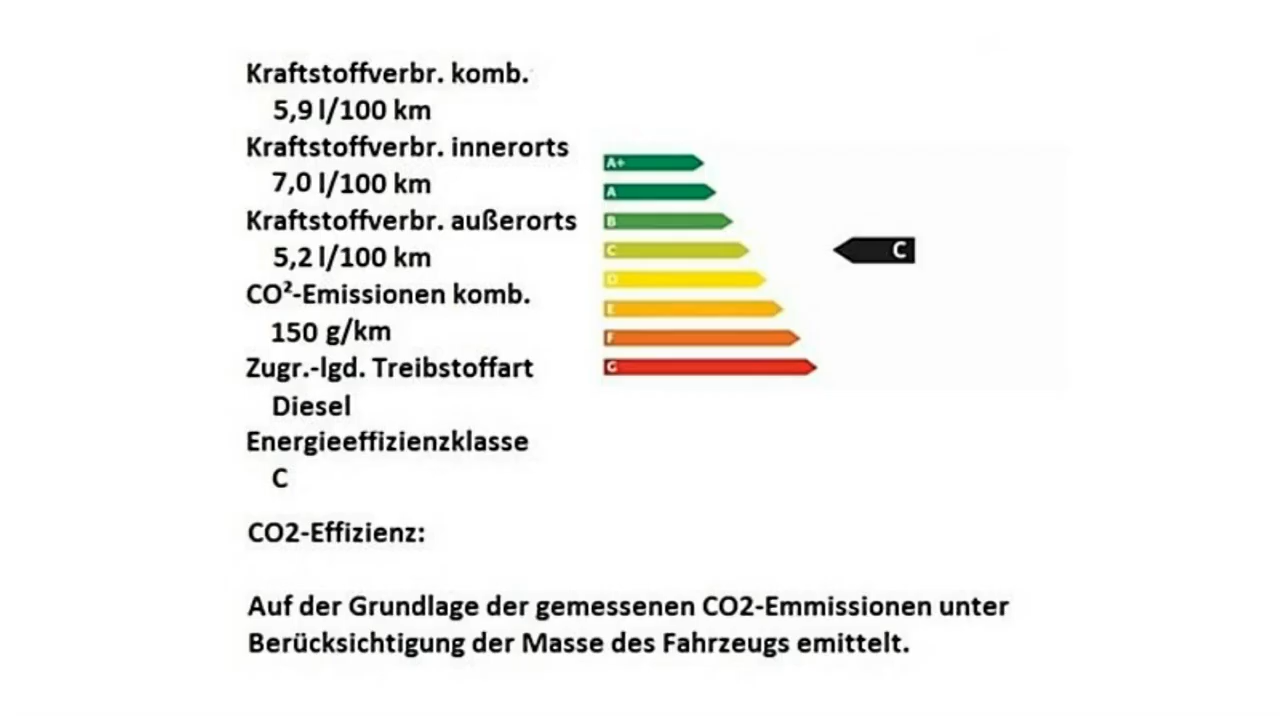 Kraftstoffverbr. komb.
5,9 l/100 km
Kraftstoffverbr. innerorts
7,0 l/100 km
Kraftstoffverbr. außerorts
5,2 l/100 km
CO²-Emissionen komb.
150 g/km
Zugr.-lgd. Treibstoffart
Diesel
Energieeffizienzklasse
C
A+
A
B
C
D
E
F
G
C
CO2-Effizienz:
Auf der Grundlage der gemessenen CO2-Emmissionen unter
Berücksichtigung der Masse des Fahrzeugs emittelt.